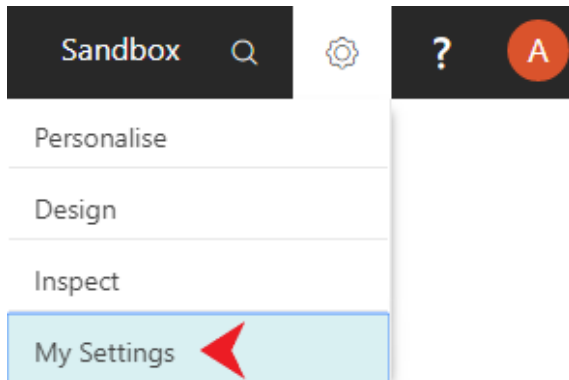 Sandbox ? A
Personalise
Design
Inspect
My Settings